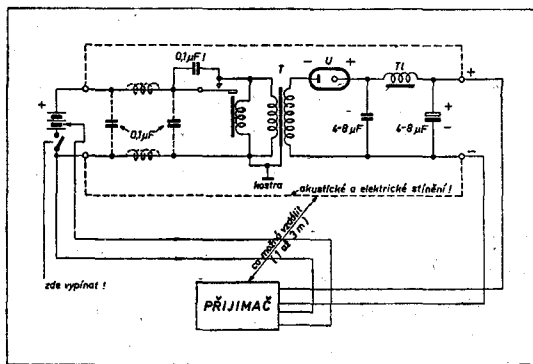 0,1µF!
T
- U +
Tl
+
+
0,1µF
-
4-8µF
+
-
4-8µF
-
kostra
akustické a elektrické stínění!
co možná vzdálit
(1 až 3 m)
zde vypínat!
PŘIJIMAČ